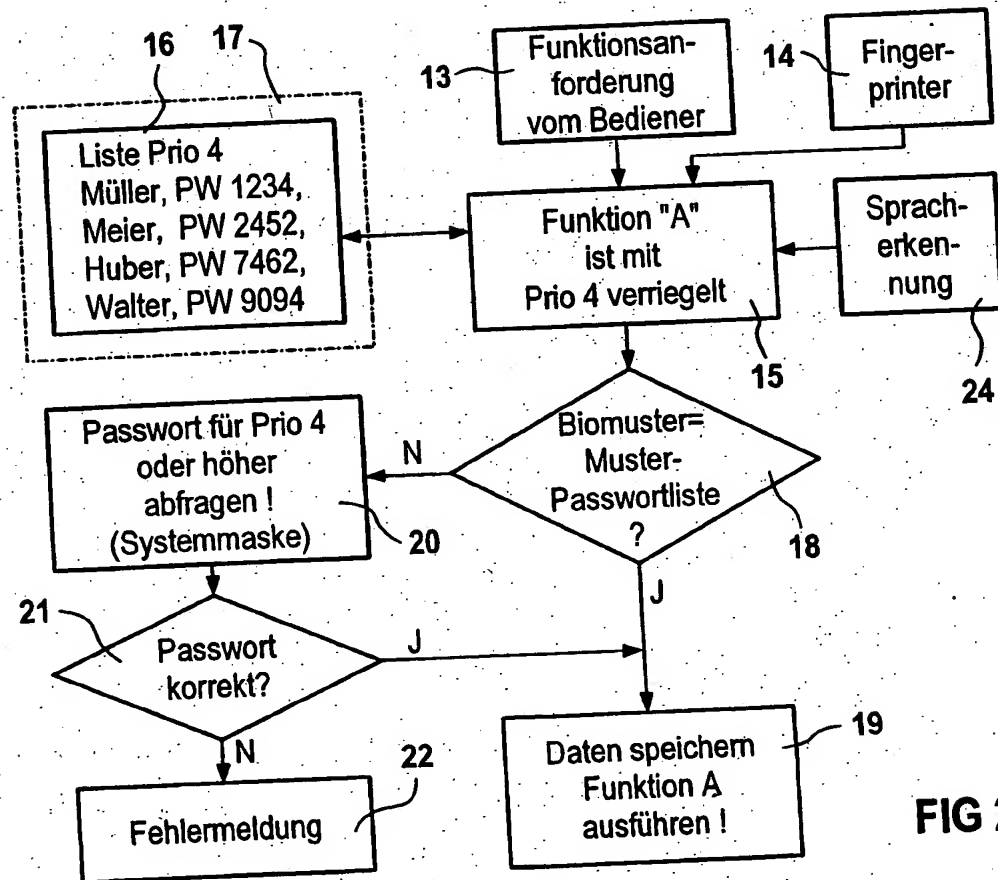 16
17
13
Funktionsan-
forderung
vom Bediener
14
Finger-
printer
Liste Prio 4
Müller, PW 1234,
Meier, PW 2452,
Huber, PW 7462,
Walter, PW 9094
Funktion "A"
ist mit
Prio 4 verriegelt
Sprach-
erken-
nung
15
24
Passwort für Prio 4
oder höher
abfragen !
(Systemmaske)
N
Biomuster=
Muster-
Passwortliste
?
20
18
21
J
Passwort
korrekt?
J
N
22
Fehlermeldung
Daten speichern
Funktion A
ausführen !
19
FIG 2